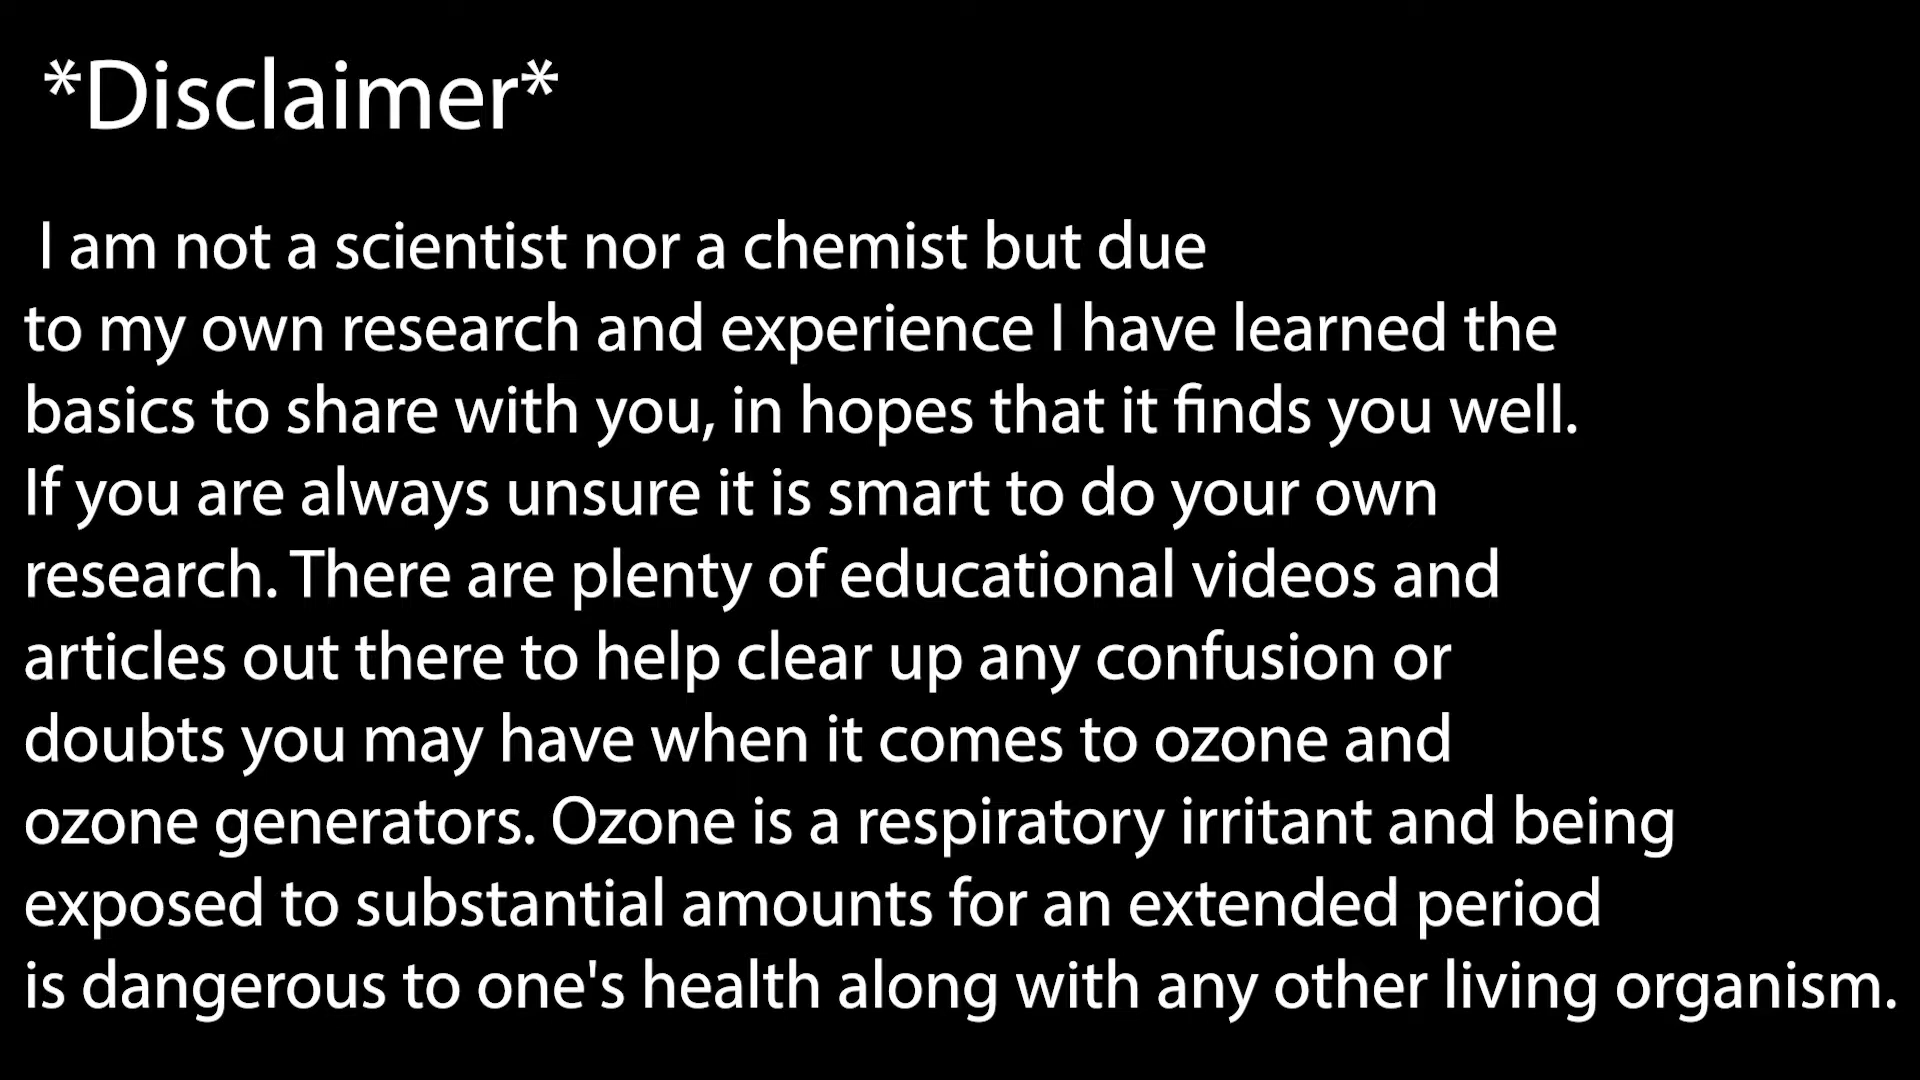 *Disclaimer*
I am not a scientist nor a chemist but due
to my own research and experience I have learned the
basics to share with you, in hopes that it finds you well.
If you are always unsure it is smart to do your own
research. There are plenty of educational videos and
articles out there to help clear up any confusion or
doubts you may have when it comes to ozone and
ozone generators. Ozone is a respiratory irritant and being
exposed to substantial amounts for an extended period
is dangerous to one's health along with any other living organism.